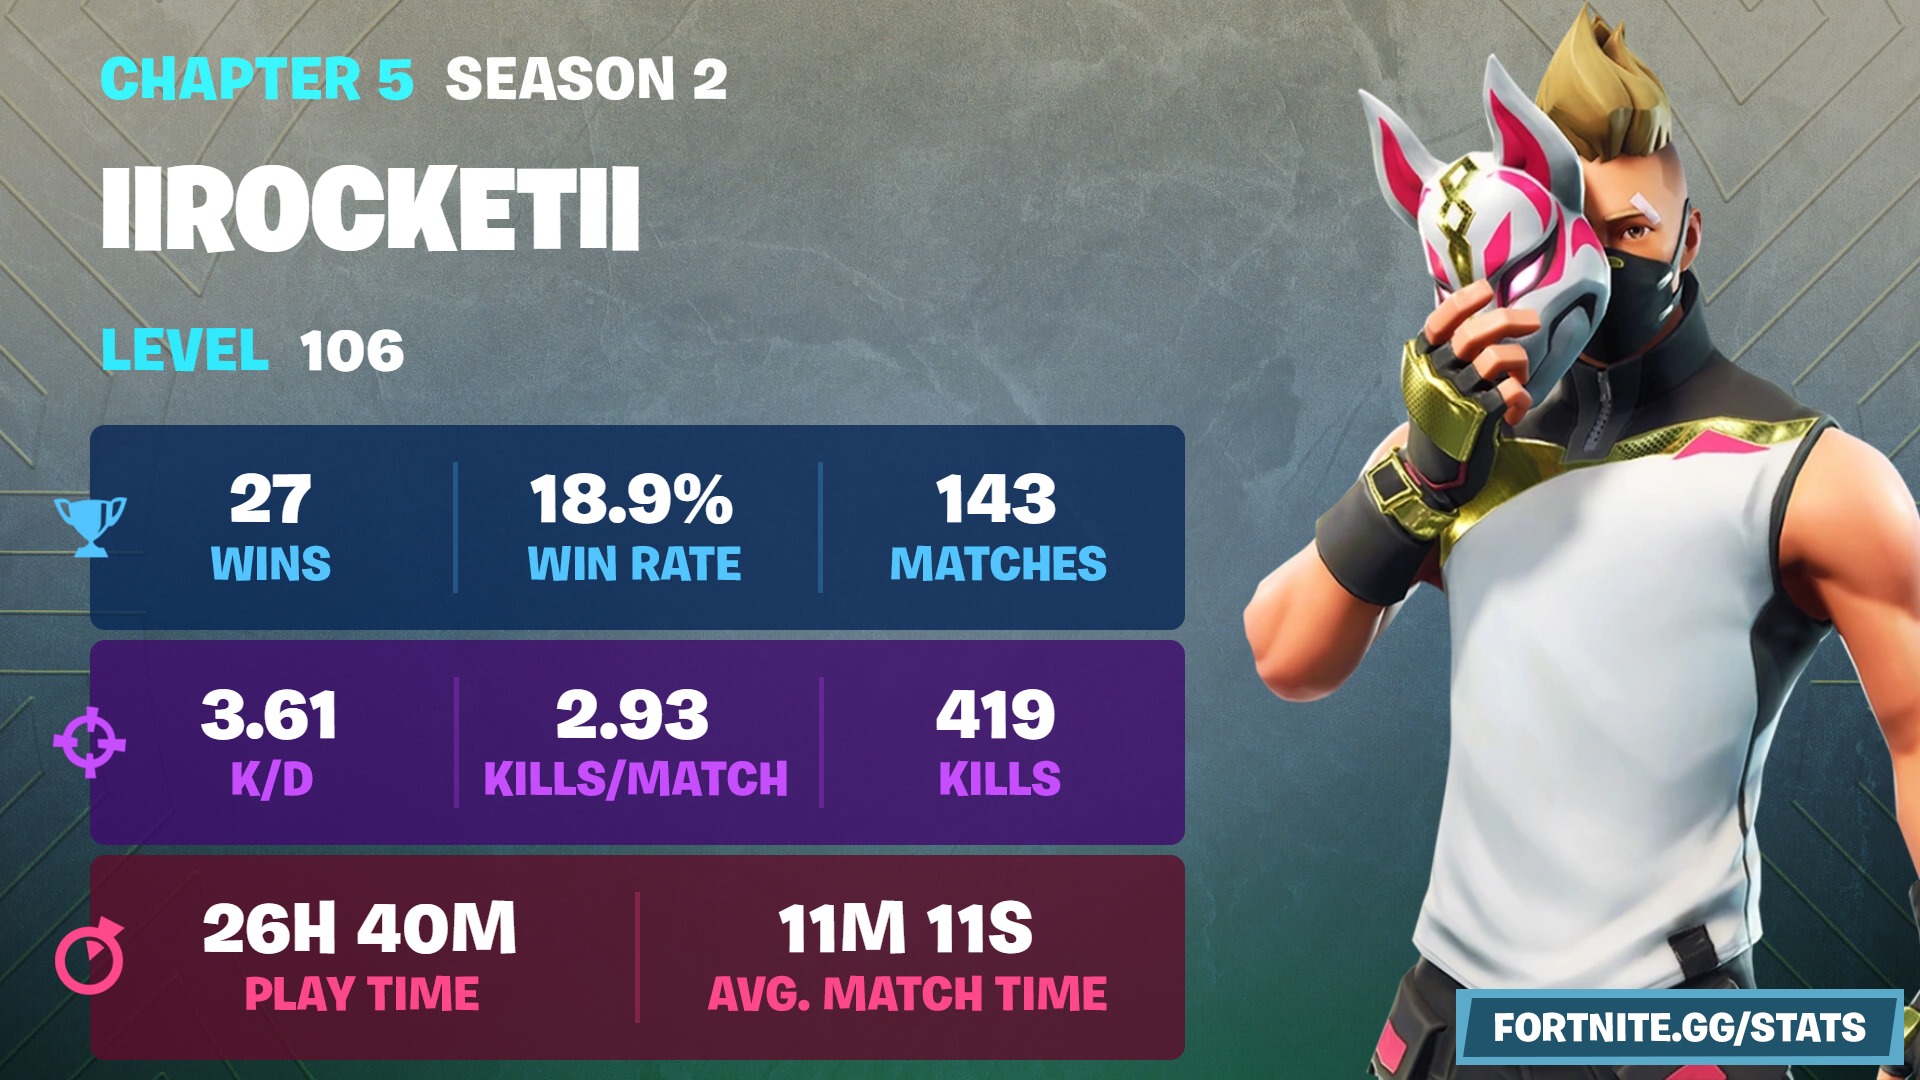 CHAPTER 5 SEASON 2
IIROCKETII
LEVEL 106
27 18.9% 143
WINS WIN RATE MATCHES
3.61 2.93 419
K/D KILLS/MATCH KILLS
26H 40M 11M 11S
PLAY TIME AVG. MATCH TIME
FORTNITE.GG/STATS